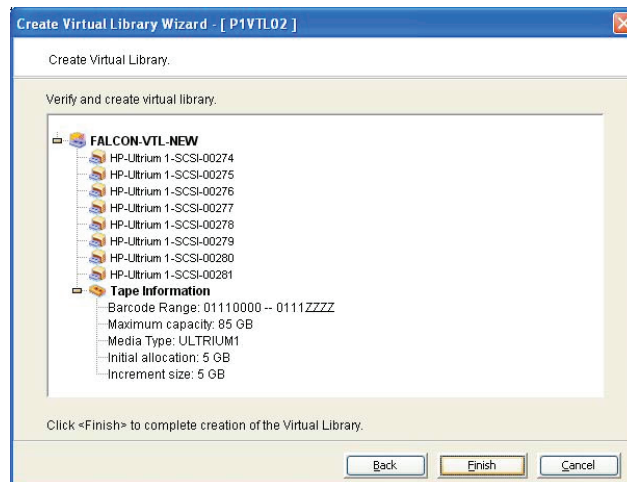 Create Virtual Library Wizard - [ P1VTL02 ]
Create Virtual Library.
Verify and create virtual library.
FALCON-VTL-NEW
HP-Ultrium 1-SCSI-00274
HP-Ultrium 1-SCSI-00275
HP-Ultrium 1-SCSI-00276
HP-Ultrium 1-SCSI-00277
HP-Ultrium 1-SCSI-00278
HP-Ultrium 1-SCSI-00279
HP-Ultrium 1-SCSI-00280
HP-Ultrium 1-SCSI-00281
Tape Information
Barcode Range: 01110000 -- 0111ZZZZ
Maximum capacity: 85 GB
Media Type: ULTRIUM1
Initial allocation: 5 GB
Increment size: 5 GB
Click <Finish> to complete creation of the Virtual Library.
Back Finish Cancel